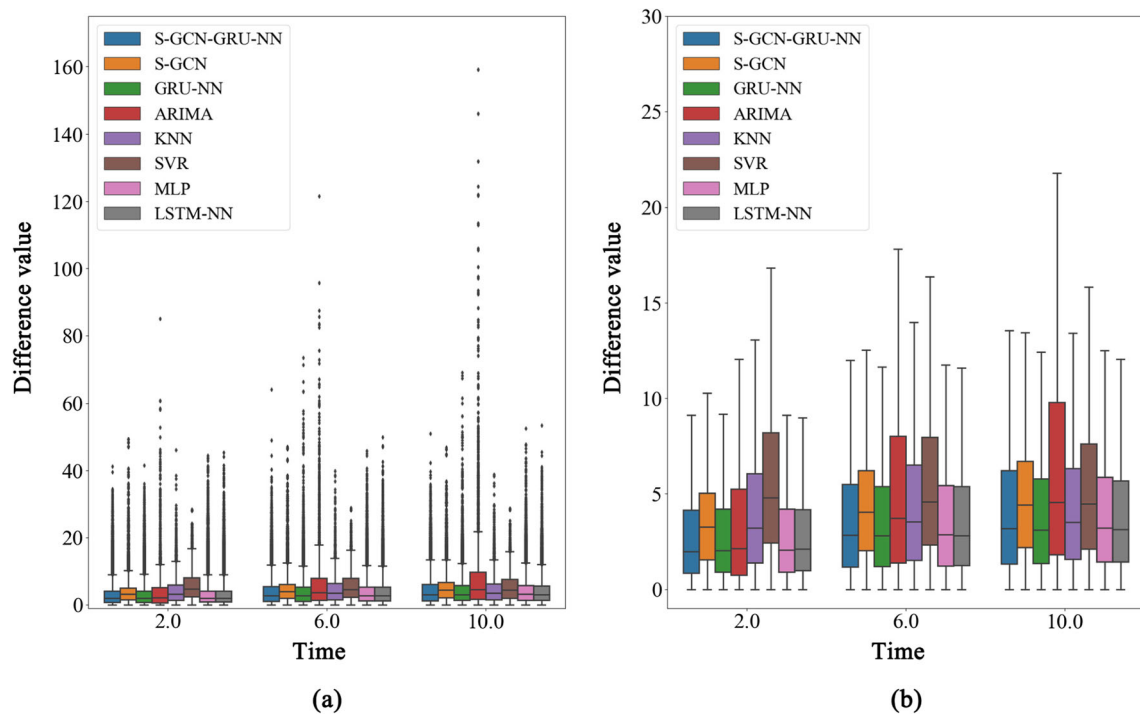 S-GCN-GRU-NN
S-GCN
GRU-NN
ARIMA
KNN
SVR
MLP
LSTM-NN
160
140
120
100
80
60
40
20
0
Difference value
2.0
6.0
10.0
Time
(a)
S-GCN-GRU-NN
S-GCN
GRU-NN
ARIMA
KNN
SVR
MLP
LSTM-NN
30
25
20
15
10
5
0
Difference value
2.0
6.0
10.0
Time
(b)